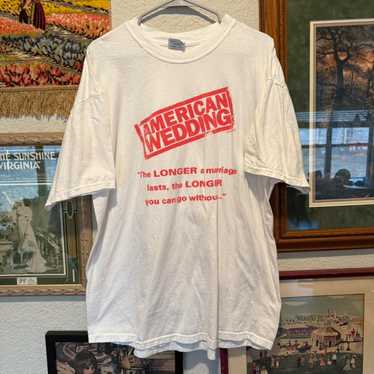 AMERICAN
WEDDING
"The LONGER a marriage
lasts, the LONGER
you can go without..."
THE SUNSHINE
VIRGINIA